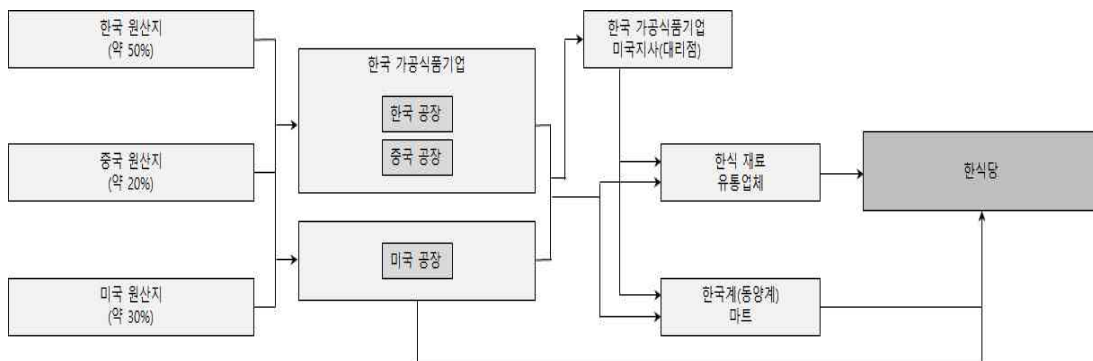 한국 원산지
(약 50%)
중국 원산지
(약 20%)
미국 원산지
(약 30%)
한국 가공식품기업
한국 공장
중국 공장
미국 공장
한국 가공식품기업
미국지사(대리점)
한식 재료
유통업체
한국계(동양계)
마트
한식당